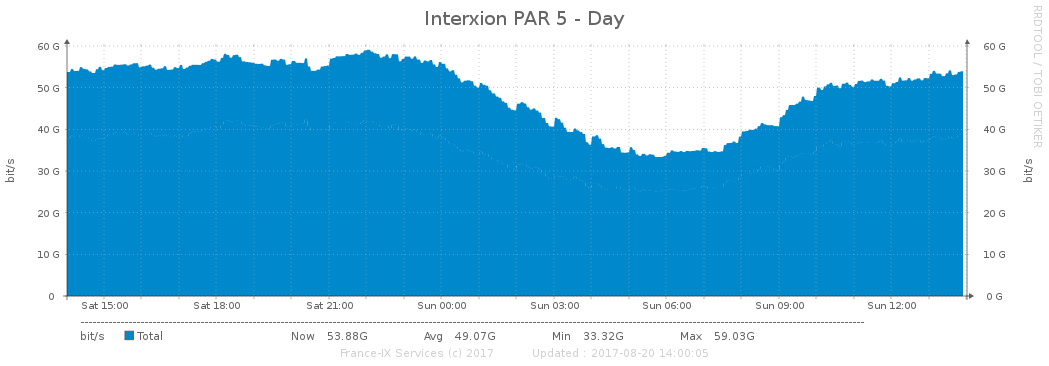 Interxion PAR 5 - Day
RRDTOOL / TOBI OETIKER
bit/s
60 G 60 G
50 G 50 G
40 G 40 G
30 G 30 G
20 G 20 G
10 G 10 G
0 0 G
bit/s
Sat 15:00 Sat 18:00 Sat 21:00 Sun 00:00 Sun 03:00 Sun 06:00 Sun 09:00 Sun 12:00
bit/s Total Now 53.88G Avg 49.07G Min 33.32G Max 59.03G
France-IX Services (c) 2017 Updated : 2017-08-20 14:00:05